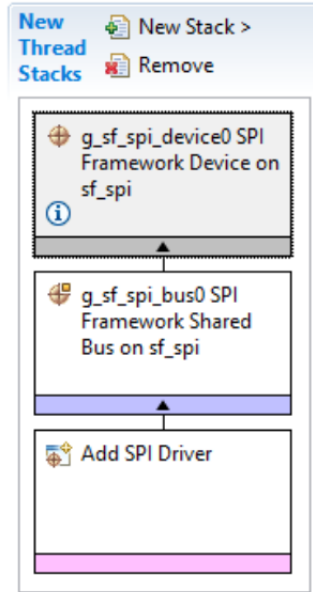 New
Thread
Stacks
New Stack >
Remove
g_sf_spi_device0 SPI
Framework Device on
sf_spi
g_sf_spi_bus0 SPI
Framework Shared
Bus on sf_spi
Add SPI Driver